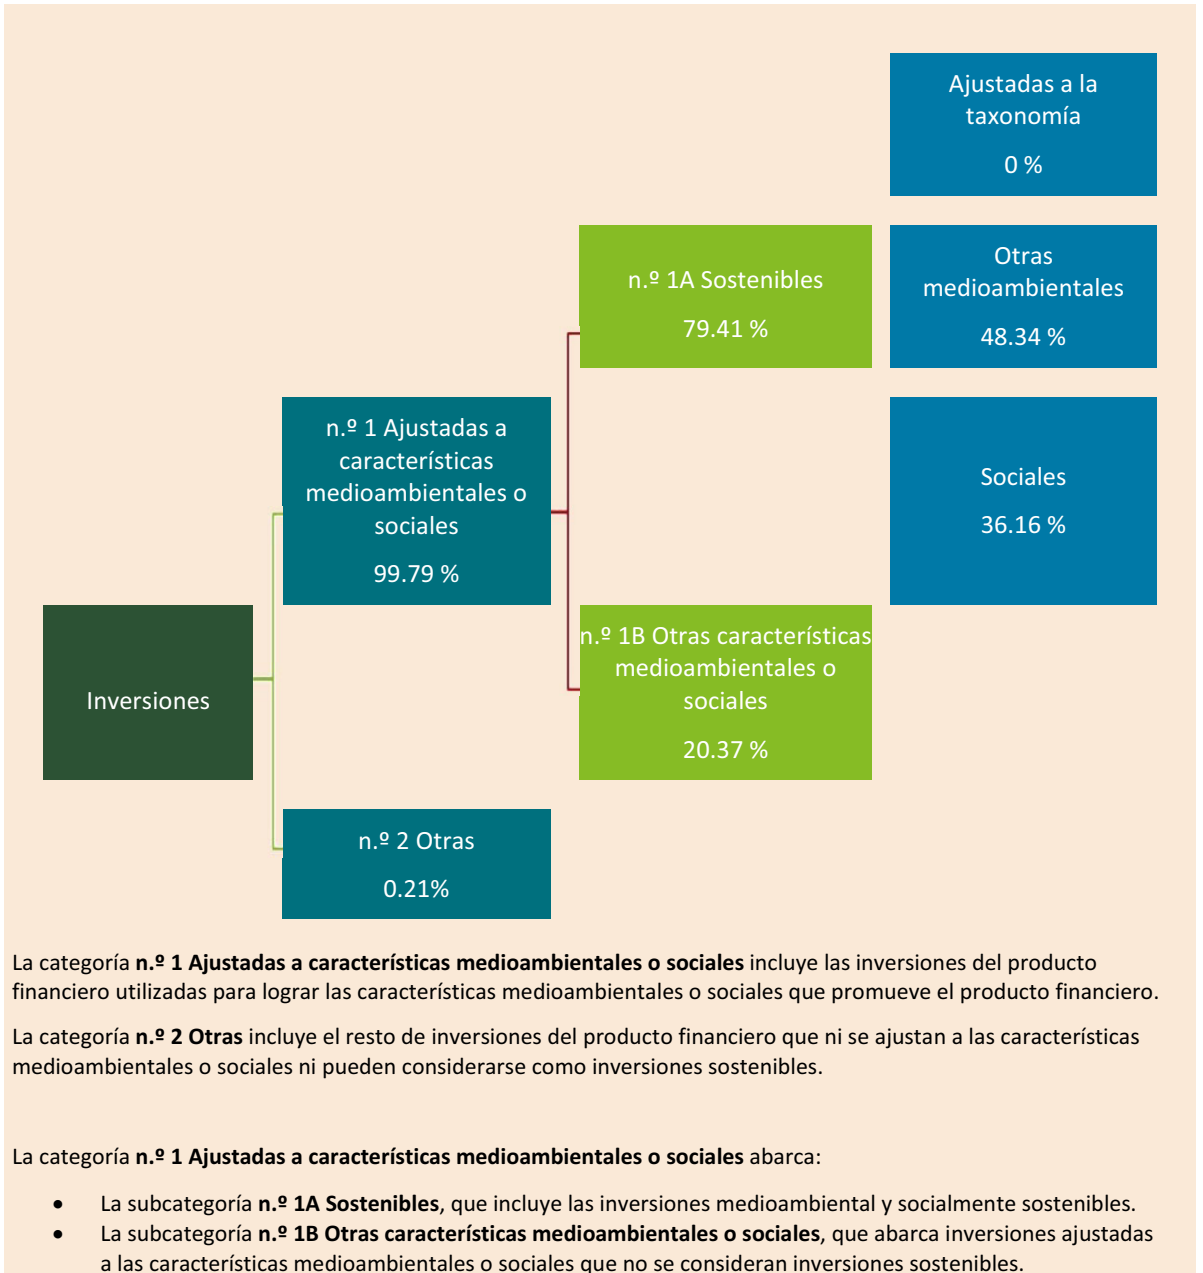 Ajustadas a la
taxonomía
0 %
n.º 1A Sostenibles
79.41 %
Otras
medioambientales
48.34 %
n.º 1 Ajustadas a
características
medioambientales o
sociales
99.79 %
Sociales
36.16 %
Inversiones
n.º 1B Otras características
medioambientales o
sociales
20.37 %
n.º 2 Otras
0.21%
La categoría n.º 1 Ajustadas a características medioambientales o sociales incluye las inversiones del producto
financiero utilizadas para lograr las características medioambientales o sociales que promueve el producto financiero.
La categoría n.º 2 Otras incluye el resto de inversiones del producto financiero que ni se ajustan a las características
medioambientales o sociales ni pueden considerarse como inversiones sostenibles.
La categoría n.º 1 Ajustadas a características medioambientales o sociales abarca:
• La subcategoría n.º 1A Sostenibles, que incluye las inversiones medioambiental y socialmente sostenibles.
• La subcategoría n.º 1B Otras características medioambientales o sociales, que abarca inversiones ajustadas
a las características medioambientales o sociales que no se consideran inversiones sostenibles.